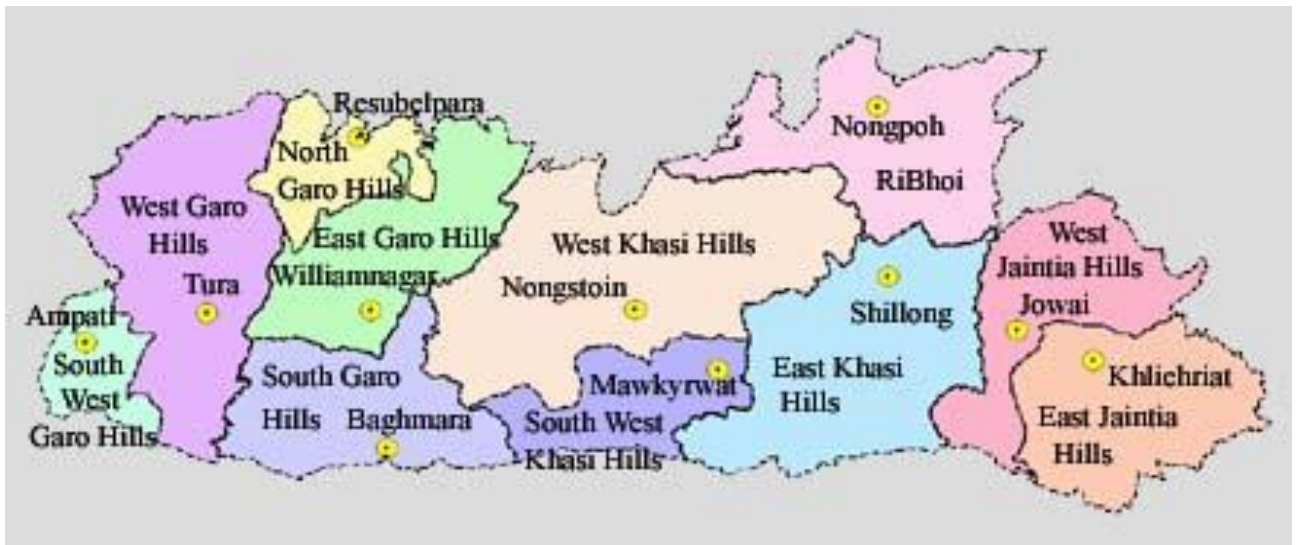 Resubelpara
North
Garo Hills
West Garo
Hills
Tura
East Garo Hills
Williamnagar
Ampati
South
West
Garo Hills
South Garo
Hills
Baghmara
West Khasi Hills
Nongstoin
Mawkyrwat
South West
Khasi Hills
Nongpoh
RiBhoi
Shillong
East Khasi
Hills
West
Jaintia Hills
Jowai
Khliehriat
East Jaintia
Hills